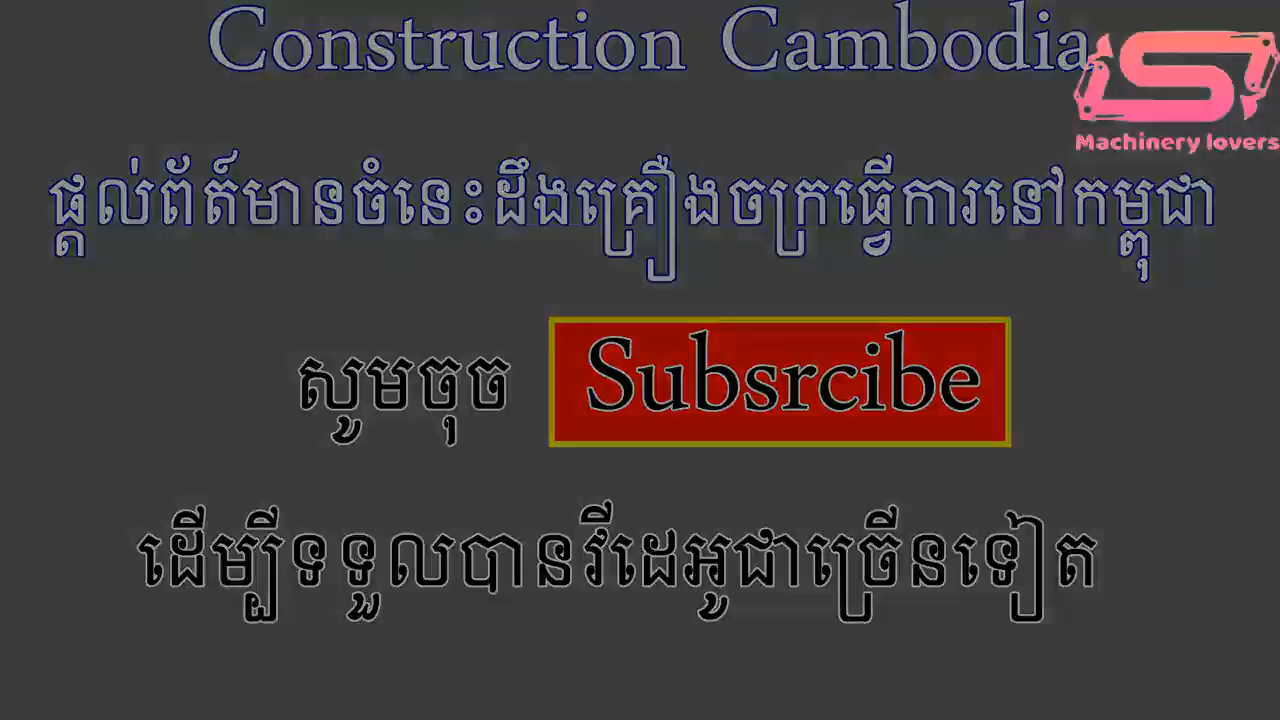 Construction Cambodia
Machinery lovers
ផ្តល់ព័ត៍មានចំនេះដឹងគ្រឿងចក្រធ្វើការនៅកម្ពុជា
សូមចុច Subsrcibe
ដើម្បីទទួលបានវីដេអូជាច្រើនទៀត